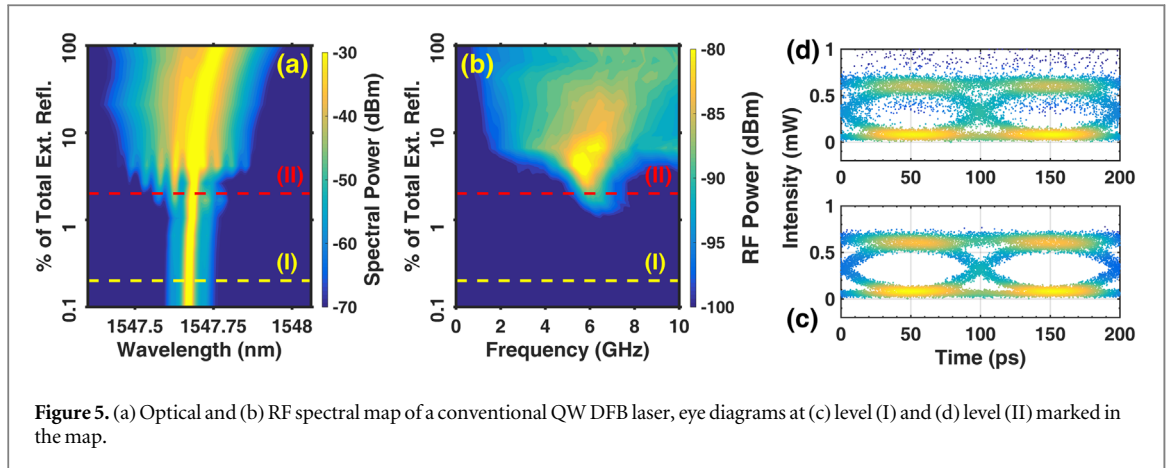 % of Total Ext. Refl.
100
10
1
0.1
(a)
(II)
(I)
1547.5
1547.75
1548
Wavelength (nm)
-30
-40
-50
-60
-70
Spectral Power (dBm)
% of Total Ext. Refl.
100
10
1
0.1
(b)
(II)
(I)
0
2
4
6
8
10
Frequency (GHz)
-80
-85
-90
-95
-100
RF Power (dBm)
(d)
1
0.5
0
0
50
100
150
200
Intensity (mW)
1
0.5
0
(c)
0
50
100
150
200
Time (ps)
Figure 5. (a) Optical and (b) RF spectral map of a conventional QW DFB laser, eye diagrams at (c) level (I) and (d) level (II) marked in
the map.